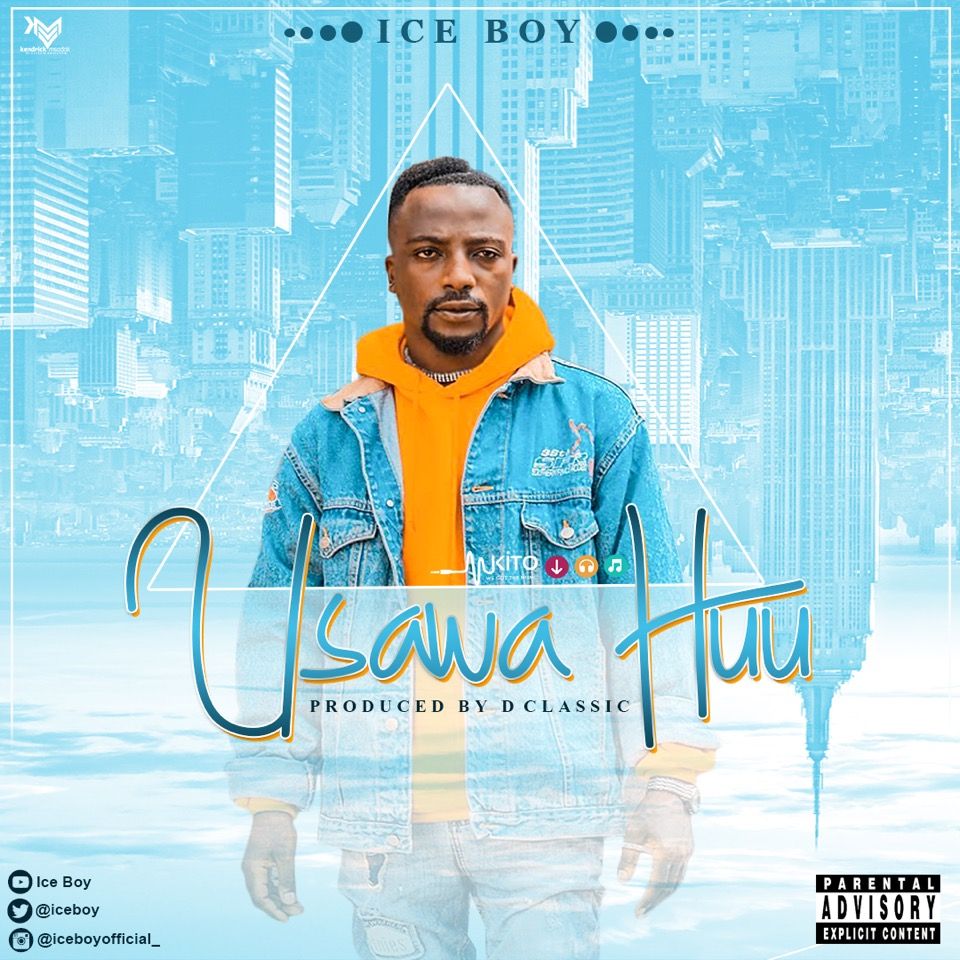 ICE BOY
MKITO
Usawa Huu
PRODUCED BY D CLASSIC
Ice Boy
@iceboy
@iceboyofficial_
PARENTAL
ADVISORY
EXPLICIT CONTENT